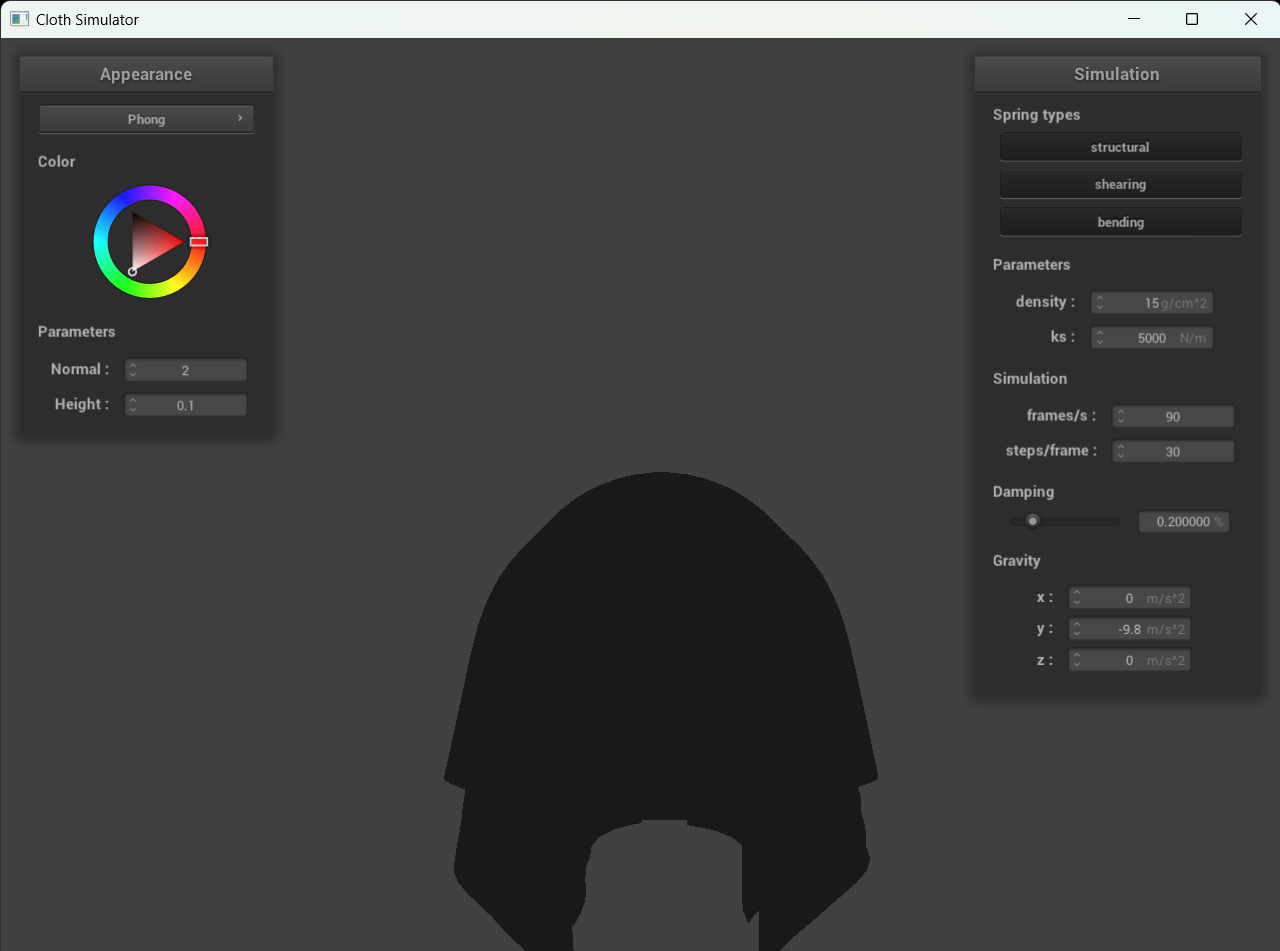 Cloth Simulator
Appearance
Phong
Color
Parameters
Normal :
2
Height :
0.1
Simulation
Spring types
structural
shearing
bending
Parameters
density :
15 g/cm^2
ks :
5000 N/m
Simulation
frames/s :
90
steps/frame :
30
Damping
0.200000 %
Gravity
x :
0 m/s^2
y :
-9.8 m/s^2
z :
0 m/s^2